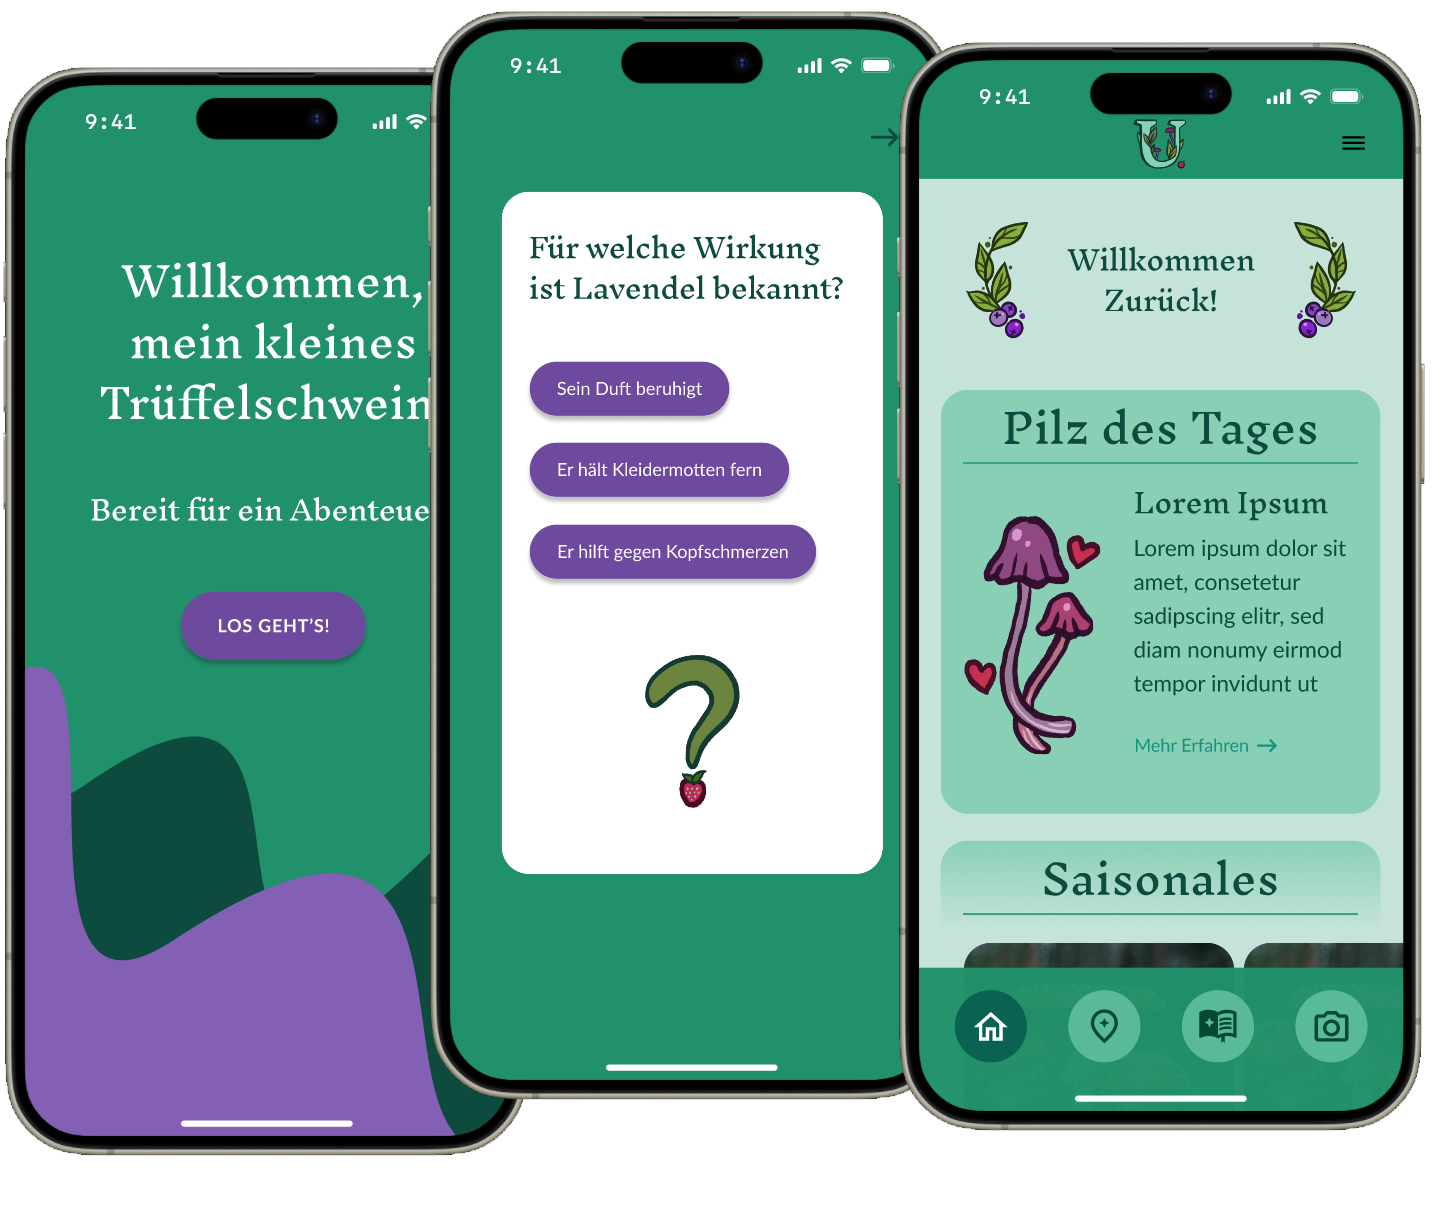 9:41
Willkommen,
mein kleines
Trüffelschwein
Bereit für ein Abenteue
LOS GEHT'S!
9:41
Für welche Wirkung
ist Lavendel bekannt?
Sein Duft beruhigt
Er hält Kleidermotten fern
Er hilft gegen Kopfschmerzen
9:41
U.
Willkommen
Zurück!
Pilz des Tages
Lorem Ipsum
Lorem ipsum dolor sit
amet, consetetur
sadipscing elitr, sed
diam nonumy eirmod
tempor invidunt ut
Mehr Erfahren
Saisonales